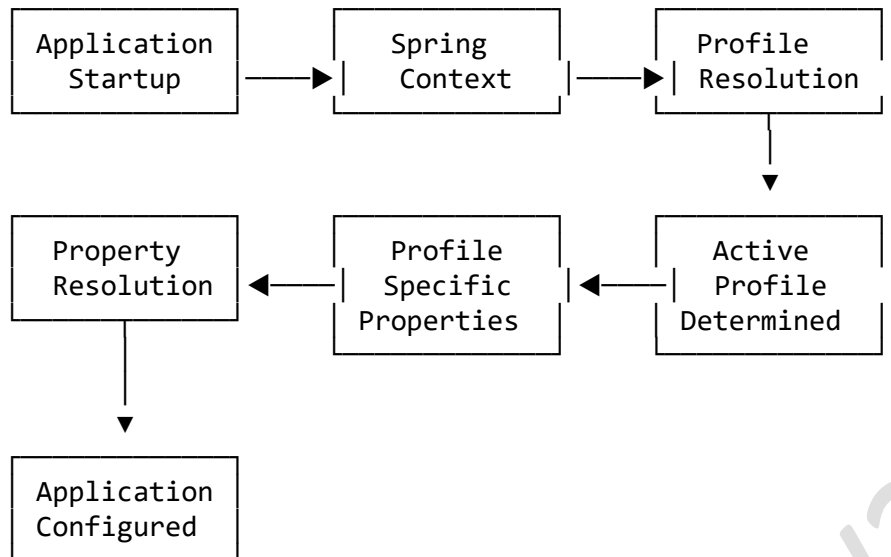 Application
Startup
Spring
Context
Profile
Resolution
Active
Profile
Determined
Profile
Specific
Properties
Property
Resolution
Application
Configured